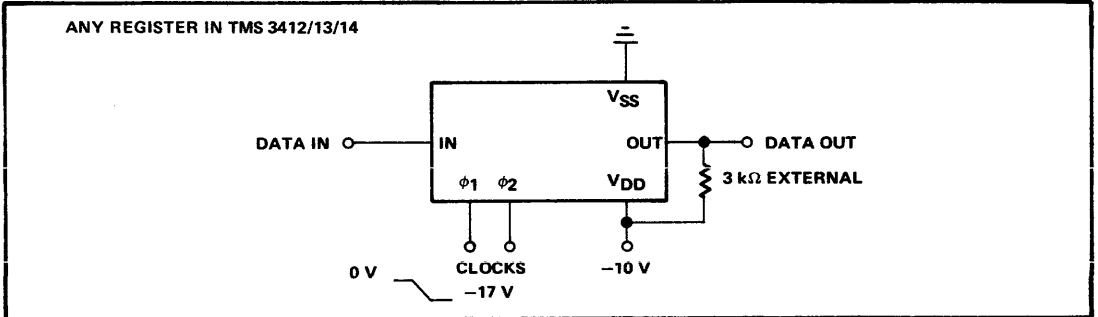 ANY REGISTER IN TMS 3412/13/14
VSS
DATA IN
IN
OUT
DATA OUT
ϕ1 ϕ2
VDD
3 kΩ EXTERNAL
0 V
CLOCKS
−10 V
−17 V